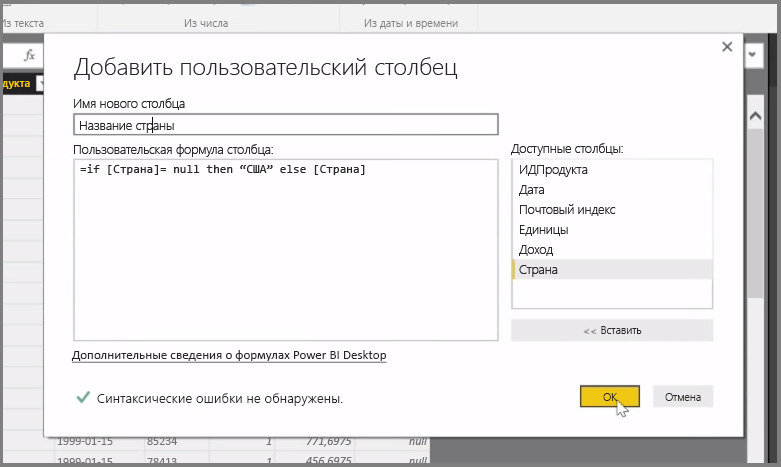 Из текста
Из числа
Из даты и времени
fx
дукта
Добавить пользовательский столбец
Имя нового столбца
Название страны
Пользовательская формула столбца:
=if [Страна]= null then “США” else [Страна]
Доступные столбцы:
ИДПродукта
Дата
Почтовый индекс
Единицы
Доход
Страна
<< Вставить
Дополнительные сведения о формулах Power BI Desktop
Синтаксические ошибки не обнаружены.
OK
Отмена
1999-01-15 85234 1 771,6975 null
1999-01-15 78413 1 456,6975 null